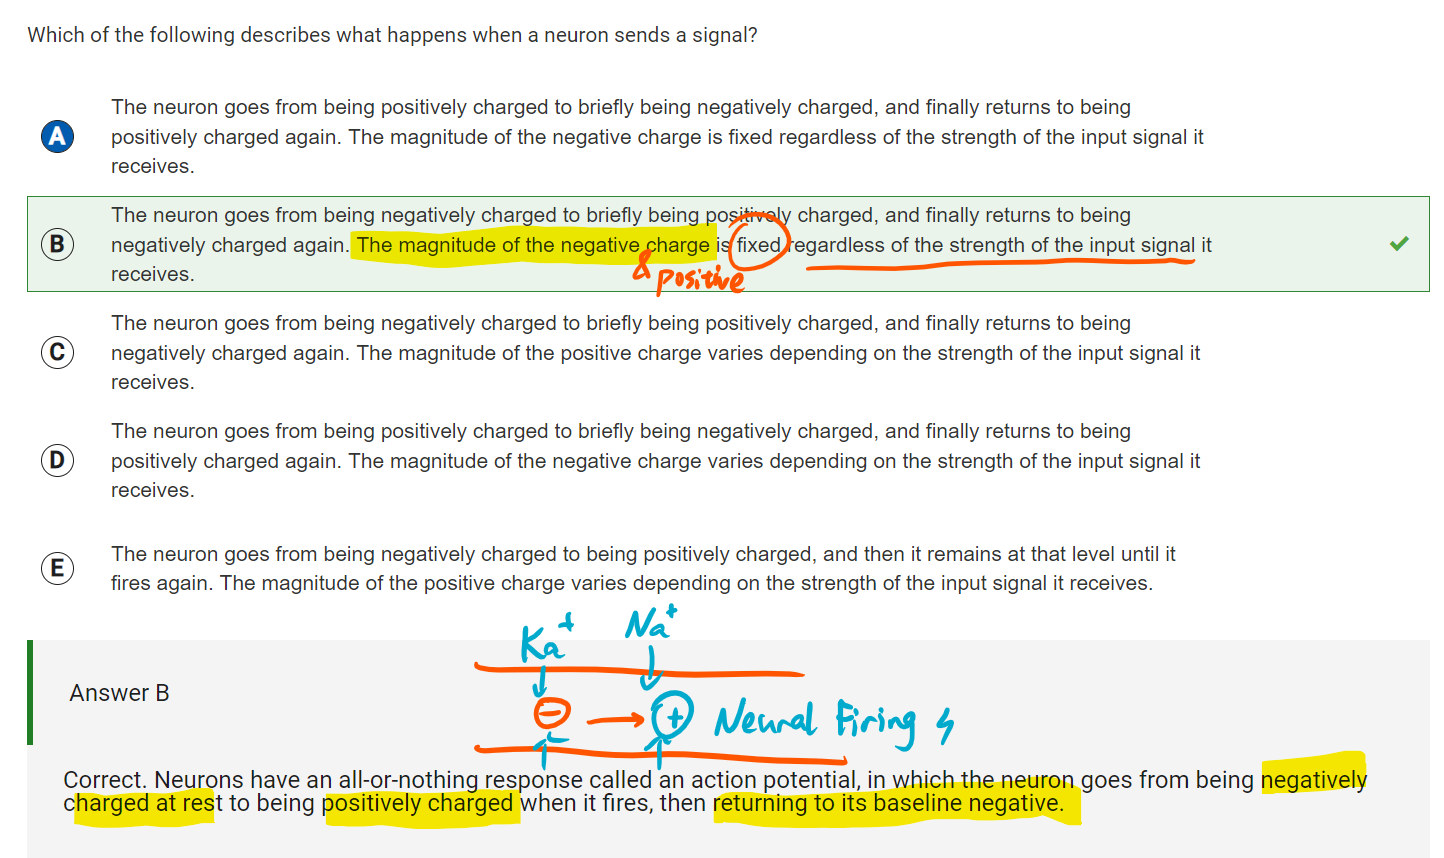 Which of the following describes what happens when a neuron sends a signal?
A
The neuron goes from being positively charged to briefly being negatively charged, and finally returns to being
positively charged again. The magnitude of the negative charge is fixed regardless of the strength of the input signal it
receives.
B
The neuron goes from being negatively charged to briefly being positively charged, and finally returns to being
negatively charged again. The magnitude of the negative charge is fixed regardless of the strength of the input signal it
receives.
& positive
C
The neuron goes from being negatively charged to briefly being positively charged, and finally returns to being
negatively charged again. The magnitude of the positive charge varies depending on the strength of the input signal it
receives.
D
The neuron goes from being positively charged to briefly being negatively charged, and finally returns to being
positively charged again. The magnitude of the negative charge varies depending on the strength of the input signal it
receives.
E
The neuron goes from being negatively charged to being positively charged, and then it remains at that level until it
fires again. The magnitude of the positive charge varies depending on the strength of the input signal it receives.
Ka+ Na+
Answer B
− → + Neural Firing
Correct. Neurons have an all-or-nothing response called an action potential, in which the neuron goes from being negatively
charged at rest to being positively charged when it fires, then returning to its baseline negative.